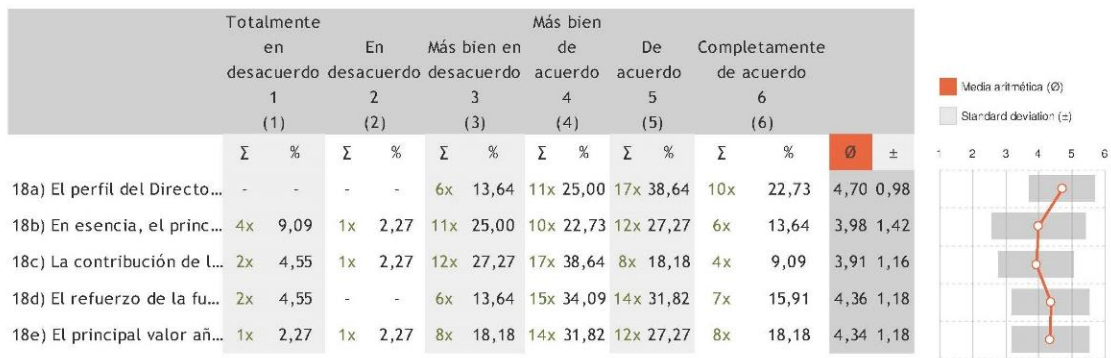 Totalmente Más bien
en En Más bien en de De Completamente
desacuerdo desacuerdo desacuerdo acuerdo acuerdo de acuerdo
1 2 3 4 5 6
(1) (2) (3) (4) (5) (6)
Σ % Σ % Σ % Σ % Σ % Σ % Ø ±
18a) El perfil del Directo... - - - - 6x 13,64 11x 25,00 17x 38,64 10x 22,73 4,70 0,98
18b) En esencia, el princ... 4x 9,09 1x 2,27 11x 25,00 10x 22,73 12x 27,27 6x 13,64 3,98 1,42
18c) La contribución de l... 2x 4,55 1x 2,27 12x 27,27 17x 38,64 8x 18,18 4x 9,09 3,91 1,16
18d) El refuerzo de la fu... 2x 4,55 - - 6x 13,64 15x 34,09 14x 31,82 7x 15,91 4,36 1,18
18e) El principal valor añ... 1x 2,27 1x 2,27 8x 18,18 14x 31,82 12x 27,27 8x 18,18 4,34 1,18
Media aritmética (Ø)
Standard deviation (±)
1 2 3 4 5 6